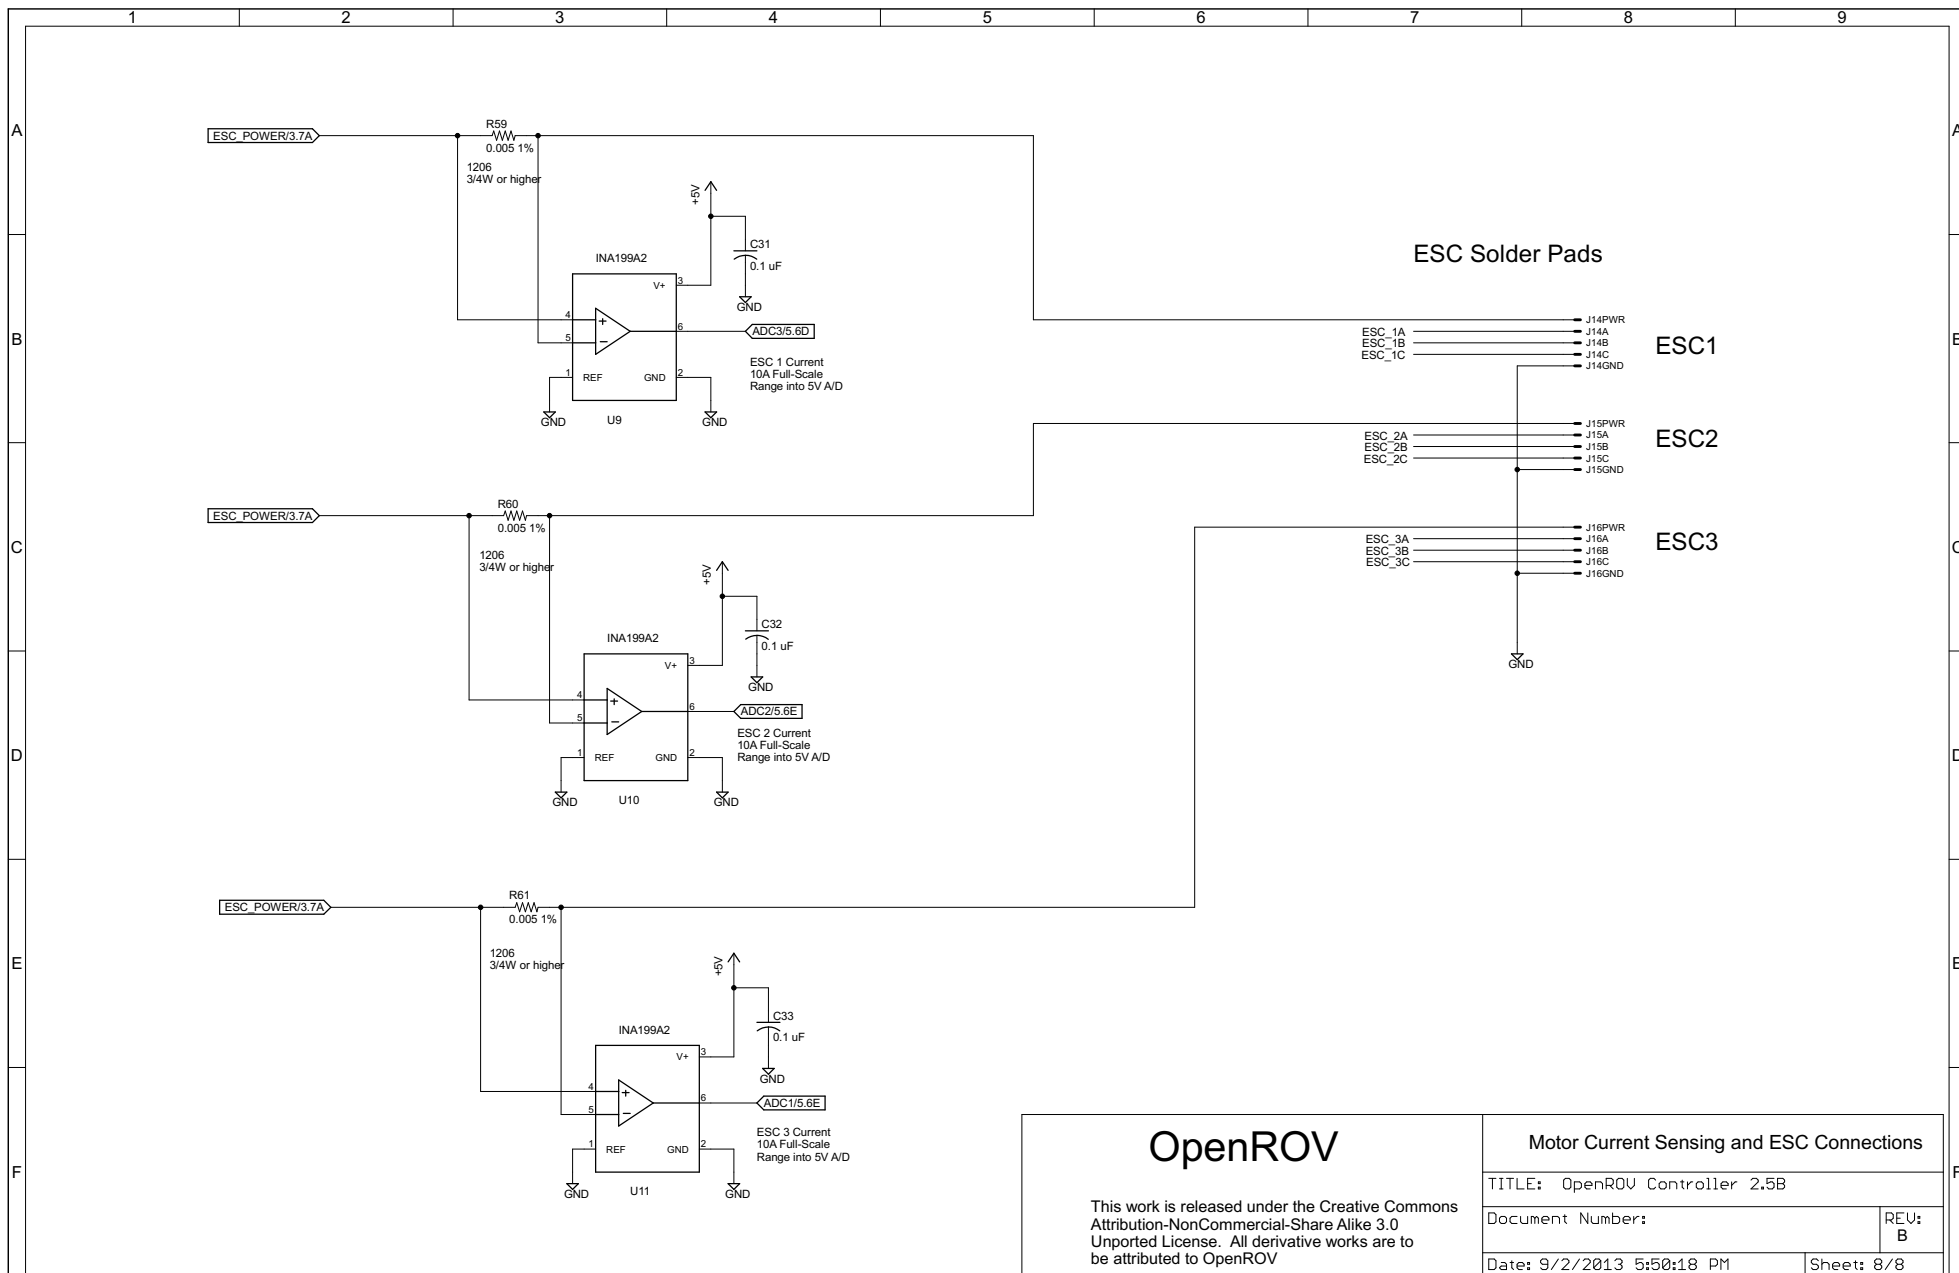 1 2 3 4 5 6 7 8 9
A
A
ESC_POWER/3.7A
R59
0.005 1%
1206
3/4W or higher
+5V
C31
0.1 uF
GND
INA199A2
V+
3
4
+
5
-
6
ADC3/5.6D
1
REF
GND
2
GND
U9
GND
ESC 1 Current
10A Full-Scale
Range into 5V A/D
B
B
ESC Solder Pads
J14PWR
ESC_1A J14A
ESC_1B J14B
ESC_1C J14C
J14GND
ESC1
J15PWR
ESC_2A J15A
ESC_2B J15B
ESC_2C J15C
J15GND
ESC2
J16PWR
ESC_3A J16A
ESC_3B J16B
ESC_3C J16C
J16GND
ESC3
GND
C
C
ESC_POWER/3.7A
R60
0.005 1%
1206
3/4W or higher
+5V
C32
0.1 uF
GND
INA199A2
V+
3
4
+
5
-
6
ADC2/5.6E
1
REF
GND
2
GND
U10
GND
ESC 2 Current
10A Full-Scale
Range into 5V A/D
D
D
ESC_POWER/3.7A
R61
0.005 1%
1206
3/4W or higher
+5V
C33
0.1 uF
GND
E
E
INA199A2
V+
3
4
+
5
-
6
ADC1/5.6E
1
REF
GND
2
GND
U11
GND
ESC 3 Current
10A Full-Scale
Range into 5V A/D
F
F
OpenROV
This work is released under the Creative Commons
Attribution-NonCommercial-Share Alike 3.0
Unported License. All derivative works are to
be attributed to OpenROV
Motor Current Sensing and ESC Connections
TITLE: OpenROV Controller 2.5B
Document Number:
REV:
B
Date: 9/2/2013 5:50:18 PM
Sheet: 8/8